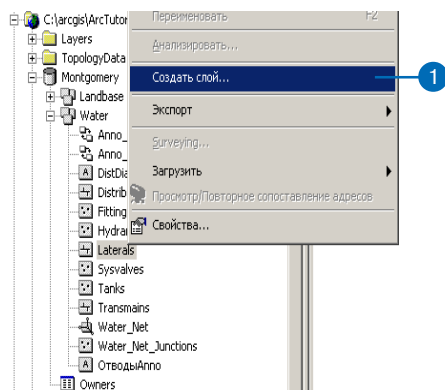 C:\arcgis\ArcTutor
Layers
TopologyData
Montgomery
Landbase
Water
Anno_
Anno_
DistDia
Distrib
Fitting
Hydran
Laterals
Sysvalves
Tanks
Transmains
Water_Net
Water_Net_Junctions
ОтводыAnno
Owners
Переименовать F2
Анализировать...
Создать слой...
Экспорт
Surveying...
Загрузить
Просмотр/Повторное сопоставление адресов
Свойства...
1